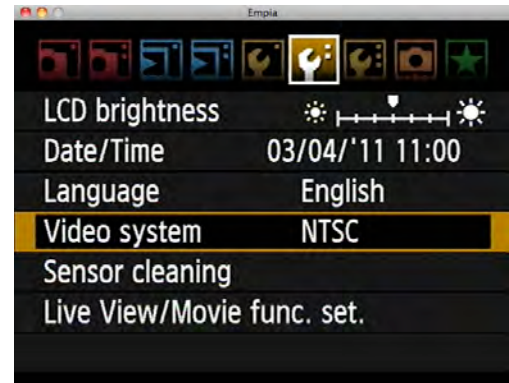 Empia
LCD brightness
Date/Time 03/04/'11 11:00
Language English
Video system NTSC
Sensor cleaning
Live View/Movie func. set.